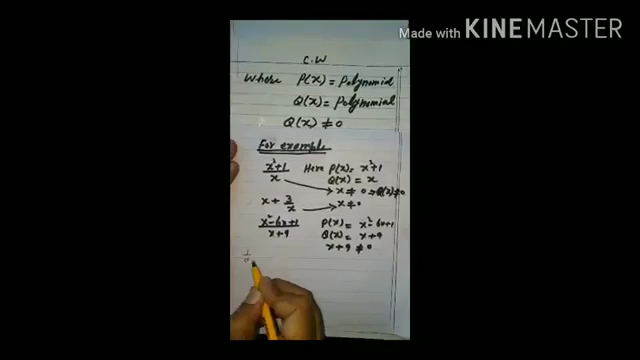 Made with KINEMASTER
C.W
Where P(x) = Polynomial
Q(x) = Polynomial
Q(x) ≠ 0
For example
x²+1/x Here P(x) = x²+1
Q(x) = x
x ≠ 0 ⇒ Q(x) ≠ 0
x + 3/x → x ≠ 0
x²-6x+1/x+9 P(x) = x²-6x+1
Q(x) = x+9
x+9 ≠ 0